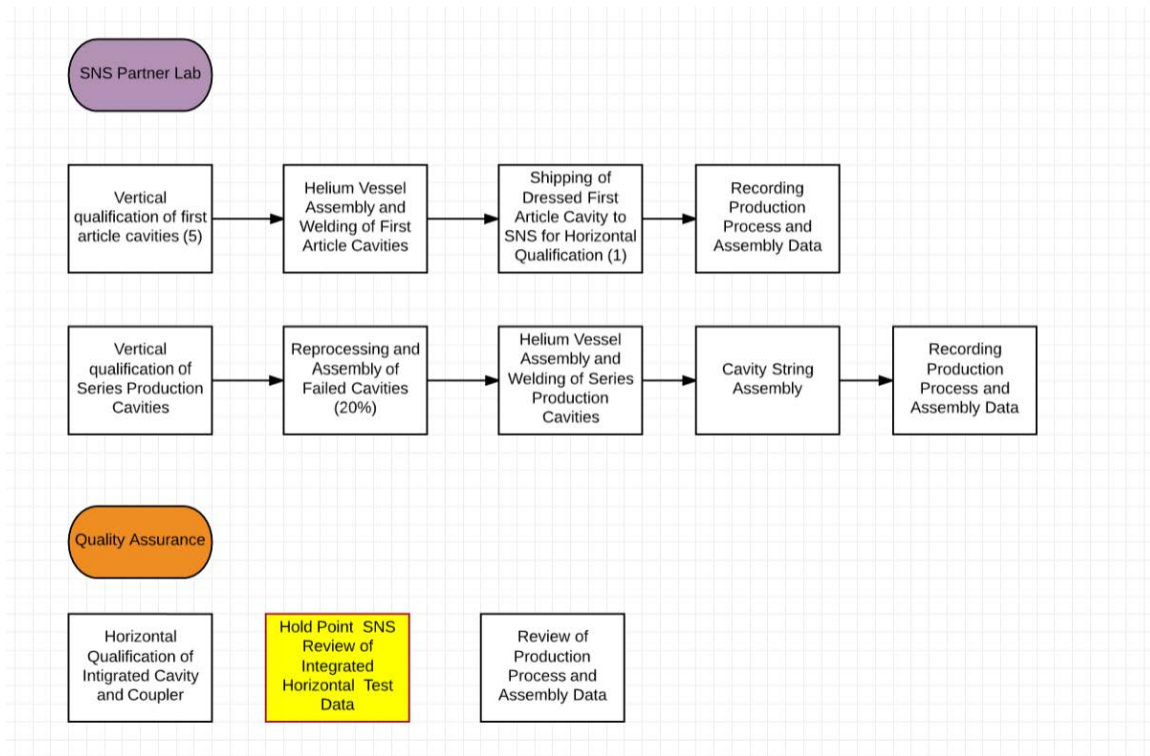 SNS Partner Lab
Vertical
qualification of first
article cavities (5)
Helium Vessel
Assembly and
Welding of First
Article Cavities
Shipping of
Dressed First
Article Cavity to
SNS for Horizontal
Qualification (1)
Recording
Production
Process and
Assembly Data
Vertical
qualification of
Series Production
Cavities
Reprocessing and
Assembly of
Failed Cavities
(20%)
Helium Vessel
Assembly and
Welding of Series
Production
Cavities
Cavity String
Assembly
Recording
Production
Process and
Assembly Data
Quality Assurance
Horizontal
Qualification of
Intigrated Cavity
and Coupler
Hold Point  SNS
Review of
Integrated
Horizontal  Test
Data
Review of
Production
Process and
Assembly Data